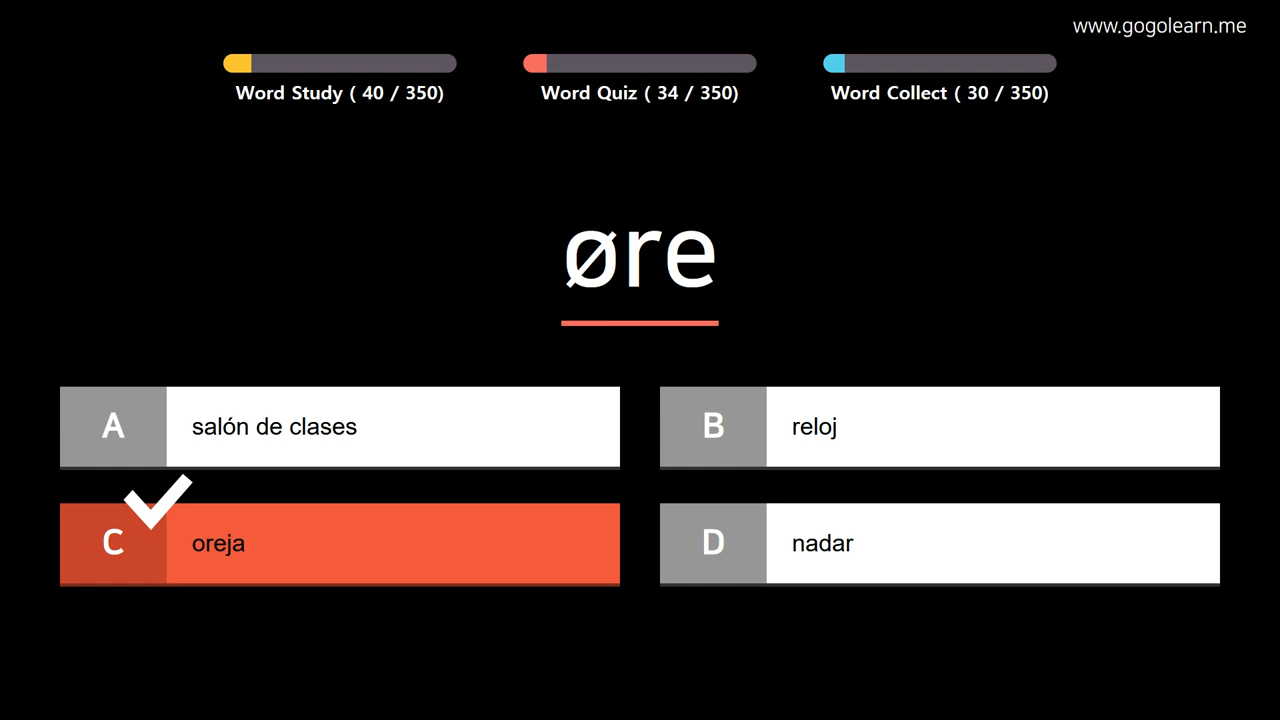 www.gogolearn.me
Word Study ( 40 / 350)
Word Quiz ( 34 / 350)
Word Collect ( 30 / 350)
øre
A
salón de clases
B
reloj
C
oreja
D
nadar